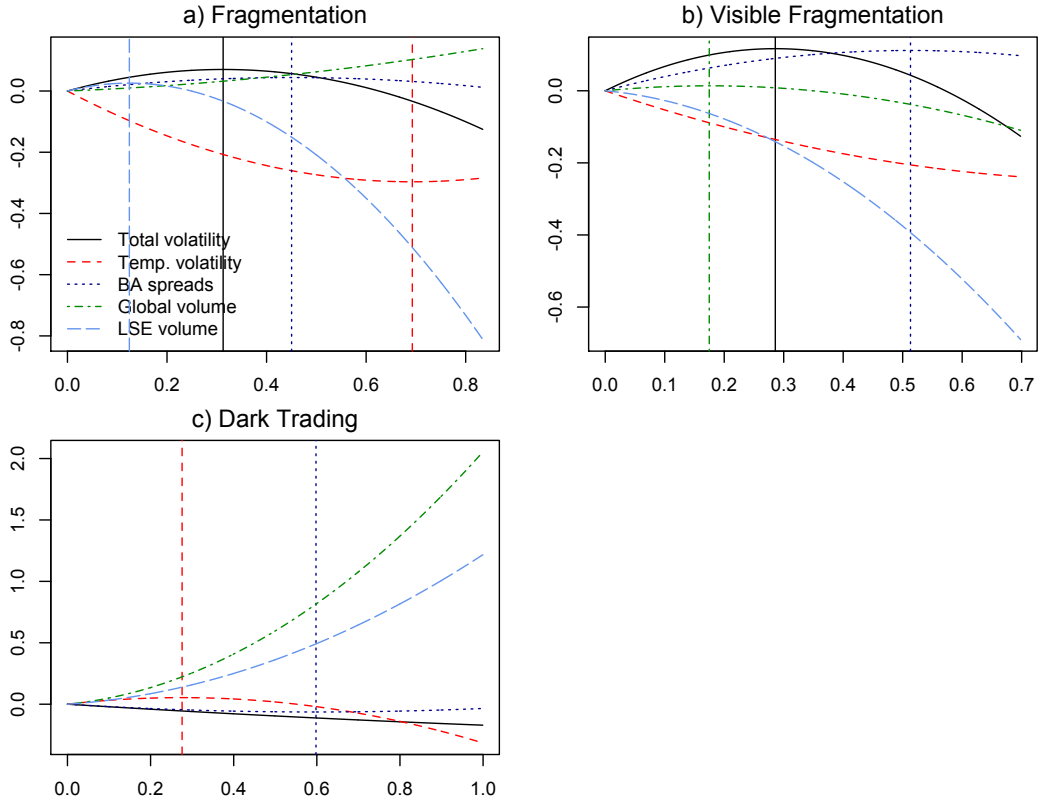 a) Fragmentation
0.0
-0.2
-0.4
-0.6
-0.8
Total volatility
Temp. volatility
BA spreads
Global volume
LSE volume
0.0 0.2 0.4 0.6 0.8
b) Visible Fragmentation
0.0
-0.2
-0.4
-0.6
0.0 0.1 0.2 0.3 0.4 0.5 0.6 0.7
c) Dark Trading
2.0
1.5
1.0
0.5
0.0
0.0 0.2 0.4 0.6 0.8 1.0